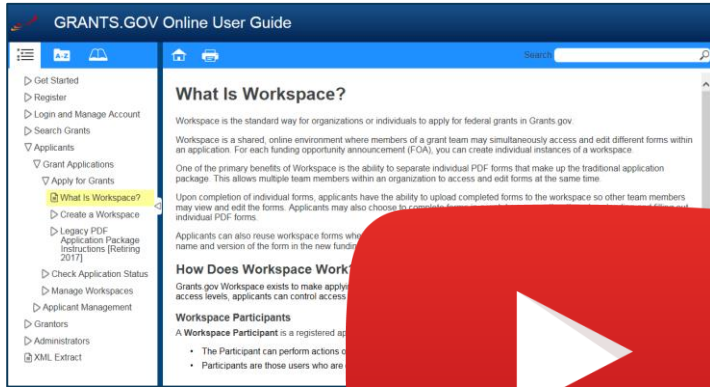 GRANTS.GOV Online User Guide
A-Z
Search
Get Started
Register
Login and Manage Account
Search Grants
Applicants
Grant Applications
Apply for Grants
What Is Workspace?
Create a Workspace
Legacy PDF
Application Package
Instructions [Retiring
2017]
Check Application Status
Manage Workspaces
Applicant Management
Grantors
Administrators
XML Extract
What Is Workspace?
Workspace is the standard way for organizations or individuals to apply for federal grants in Grants.gov.
Workspace is a shared, online environment where members of a grant team may simultaneously access and edit different forms within
an application. For each funding opportunity announcement (FOA), you can create individual instances of a workspace.
One of the primary benefits of Workspace is the ability to separate individual PDF forms that make up the traditional application
package. This allows multiple team members within an organization to access and edit forms at the same time.
Upon completion of individual forms, applicants have the ability to upload completed forms to the workspace so other team members
may view and edit the forms. Applicants may also choose to complete forms
individual PDF forms.
Applicants can also reuse workspace forms
name and version of the form in the new
How Does Workspace Work
Grants.gov Workspace exists to make
access levels, applicants can control access
Workspace Participants
A Workspace Participant is a registered
• The Participant can perform actions
• Participants are those users who are